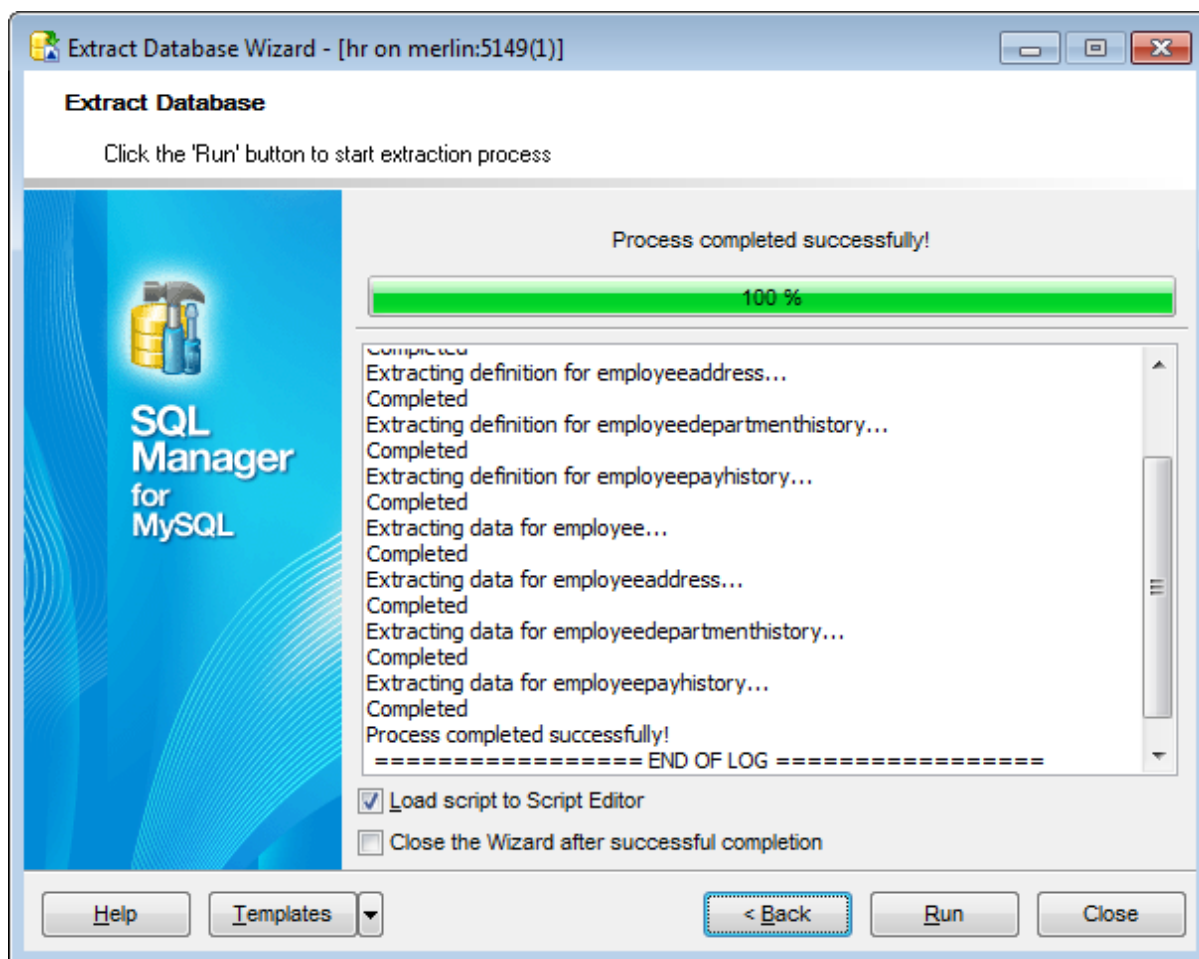 Extract Database Wizard - [hr on merlin:5149(1)]
Extract Database
Click the 'Run' button to start extraction process
SQL
Manager
for
MySQL
Process completed successfully!
100 %
Completed
Extracting definition for employeeaddress...
Completed
Extracting definition for employeedepartmenthistory...
Completed
Extracting definition for employeepayhistory...
Completed
Extracting data for employee...
Completed
Extracting data for employeeaddress...
Completed
Extracting data for employeedepartmenthistory...
Completed
Extracting data for employeepayhistory...
Completed
Process completed successfully!
================= END OF LOG =================
Load script to Script Editor
Close the Wizard after successful completion
Help
Templates
< Back
Run
Close